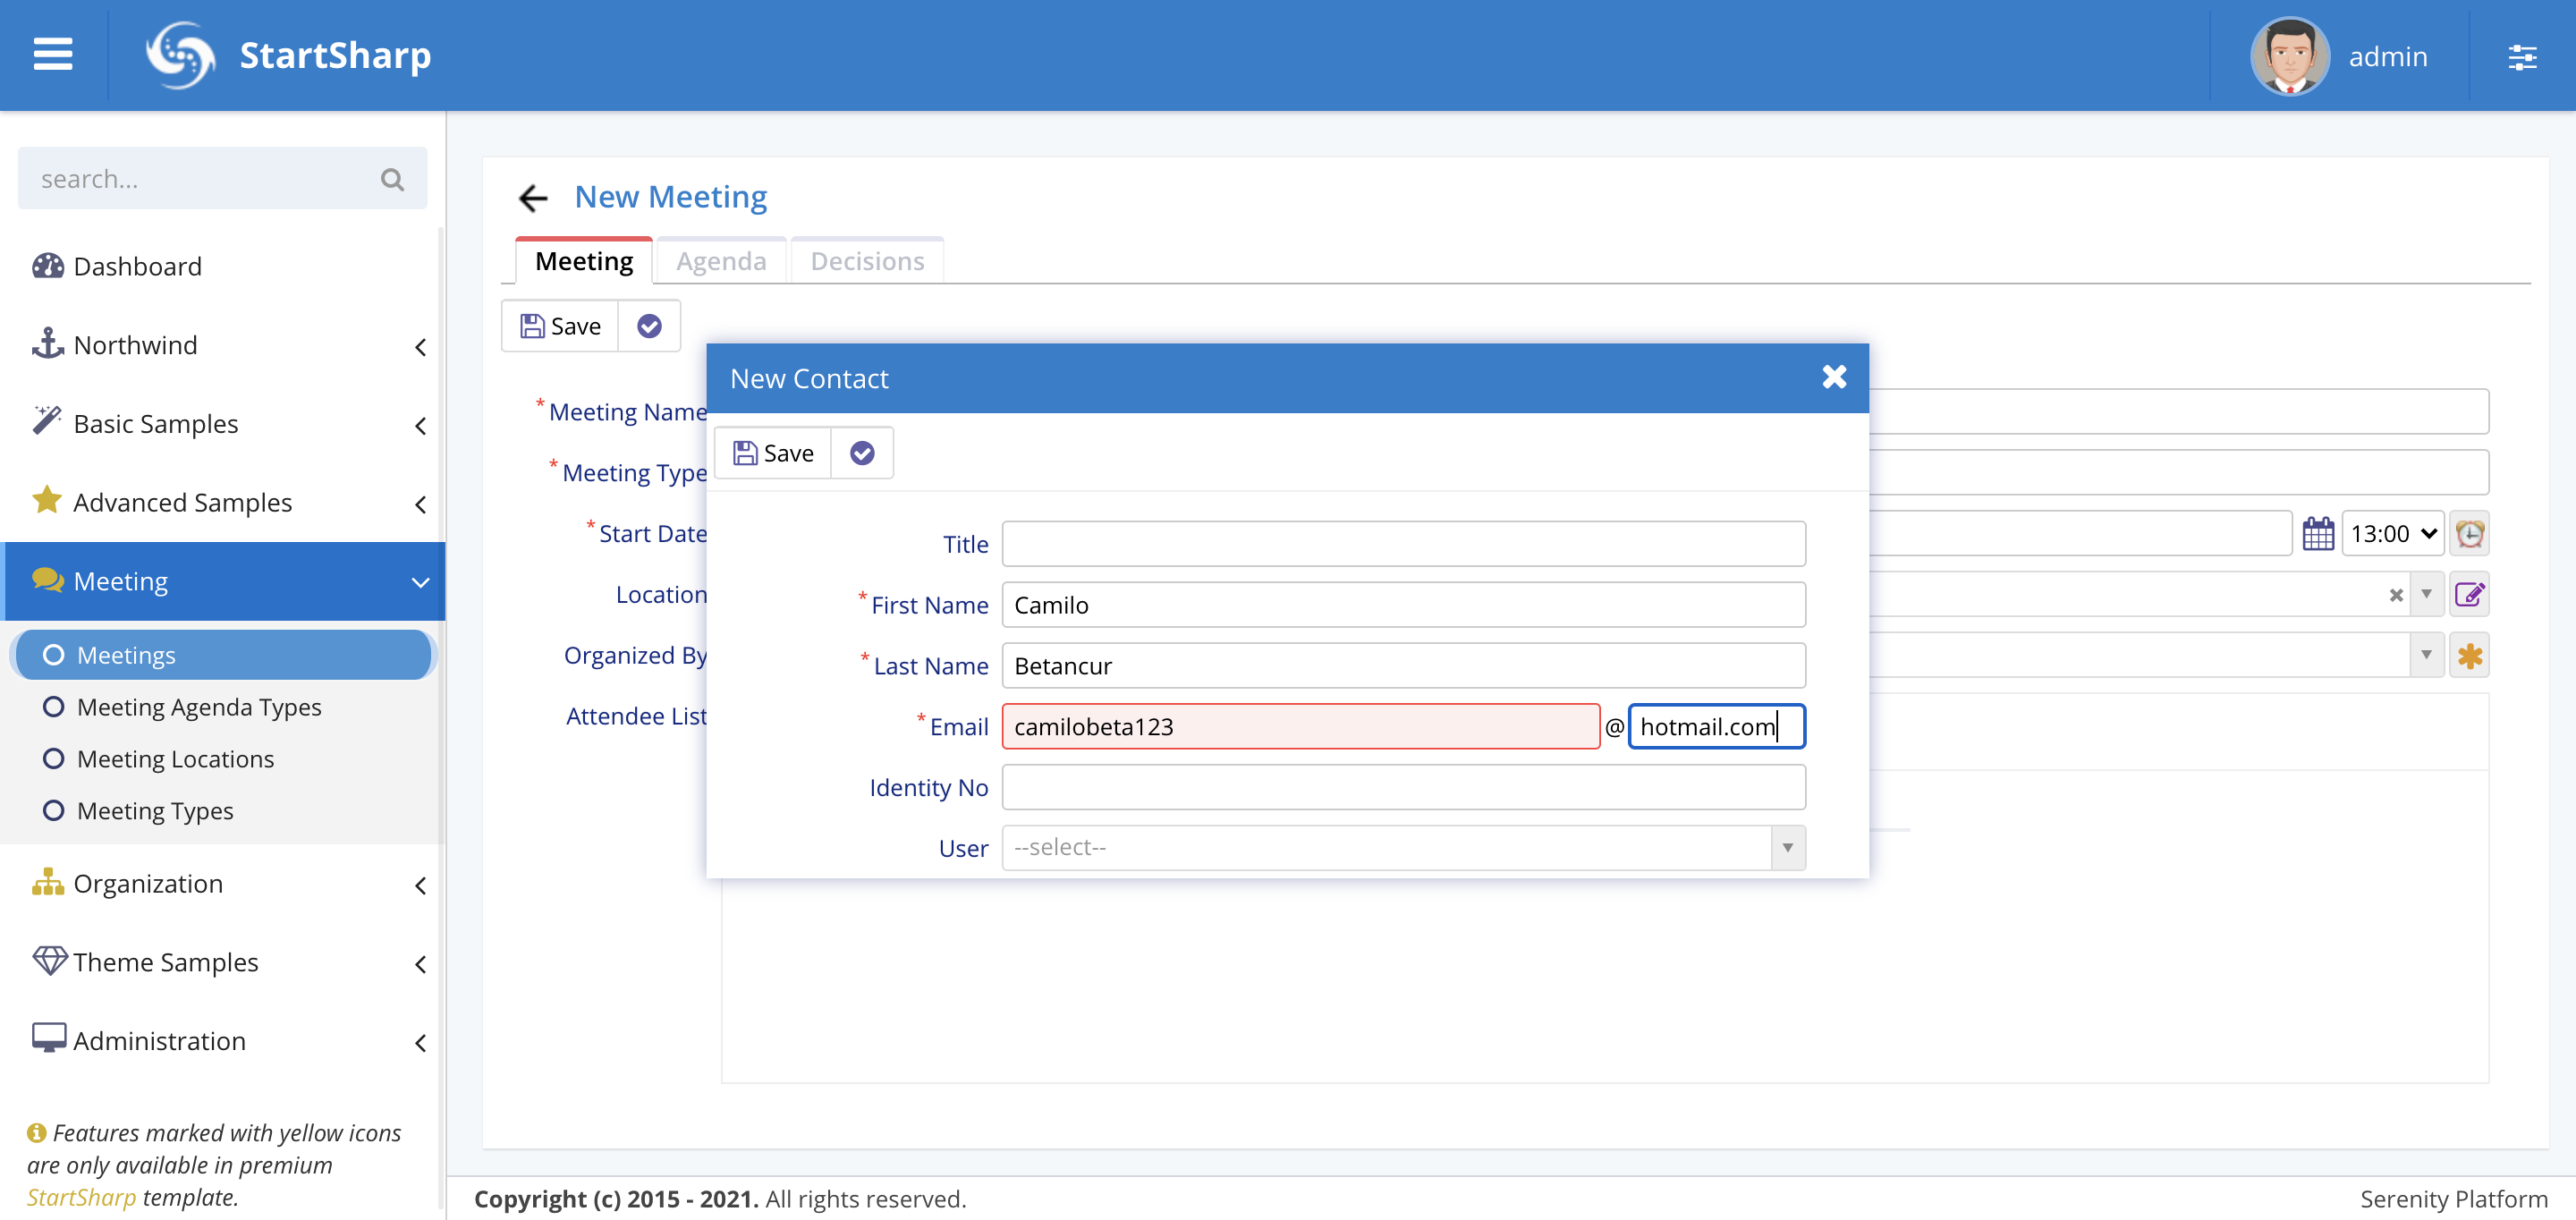 StartSharp
admin
search...
Dashboard
Northwind
Basic Samples
Advanced Samples
Meeting
Meetings
Meeting Agenda Types
Meeting Locations
Meeting Types
Organization
Theme Samples
Administration
Features marked with yellow icons
are only available in premium
StartSharp template.
New Meeting
Meeting Agenda Decisions
Save
* Meeting Name
* Meeting Type
* Start Date
13:00
Location
Organized By
Attendee List
New Contact
Save
Title
* First Name Camilo
* Last Name Betancur
* Email camilobeta123 @ hotmail.com
Identity No
User --select--
Copyright (c) 2015 - 2021. All rights reserved.
Serenity Platform